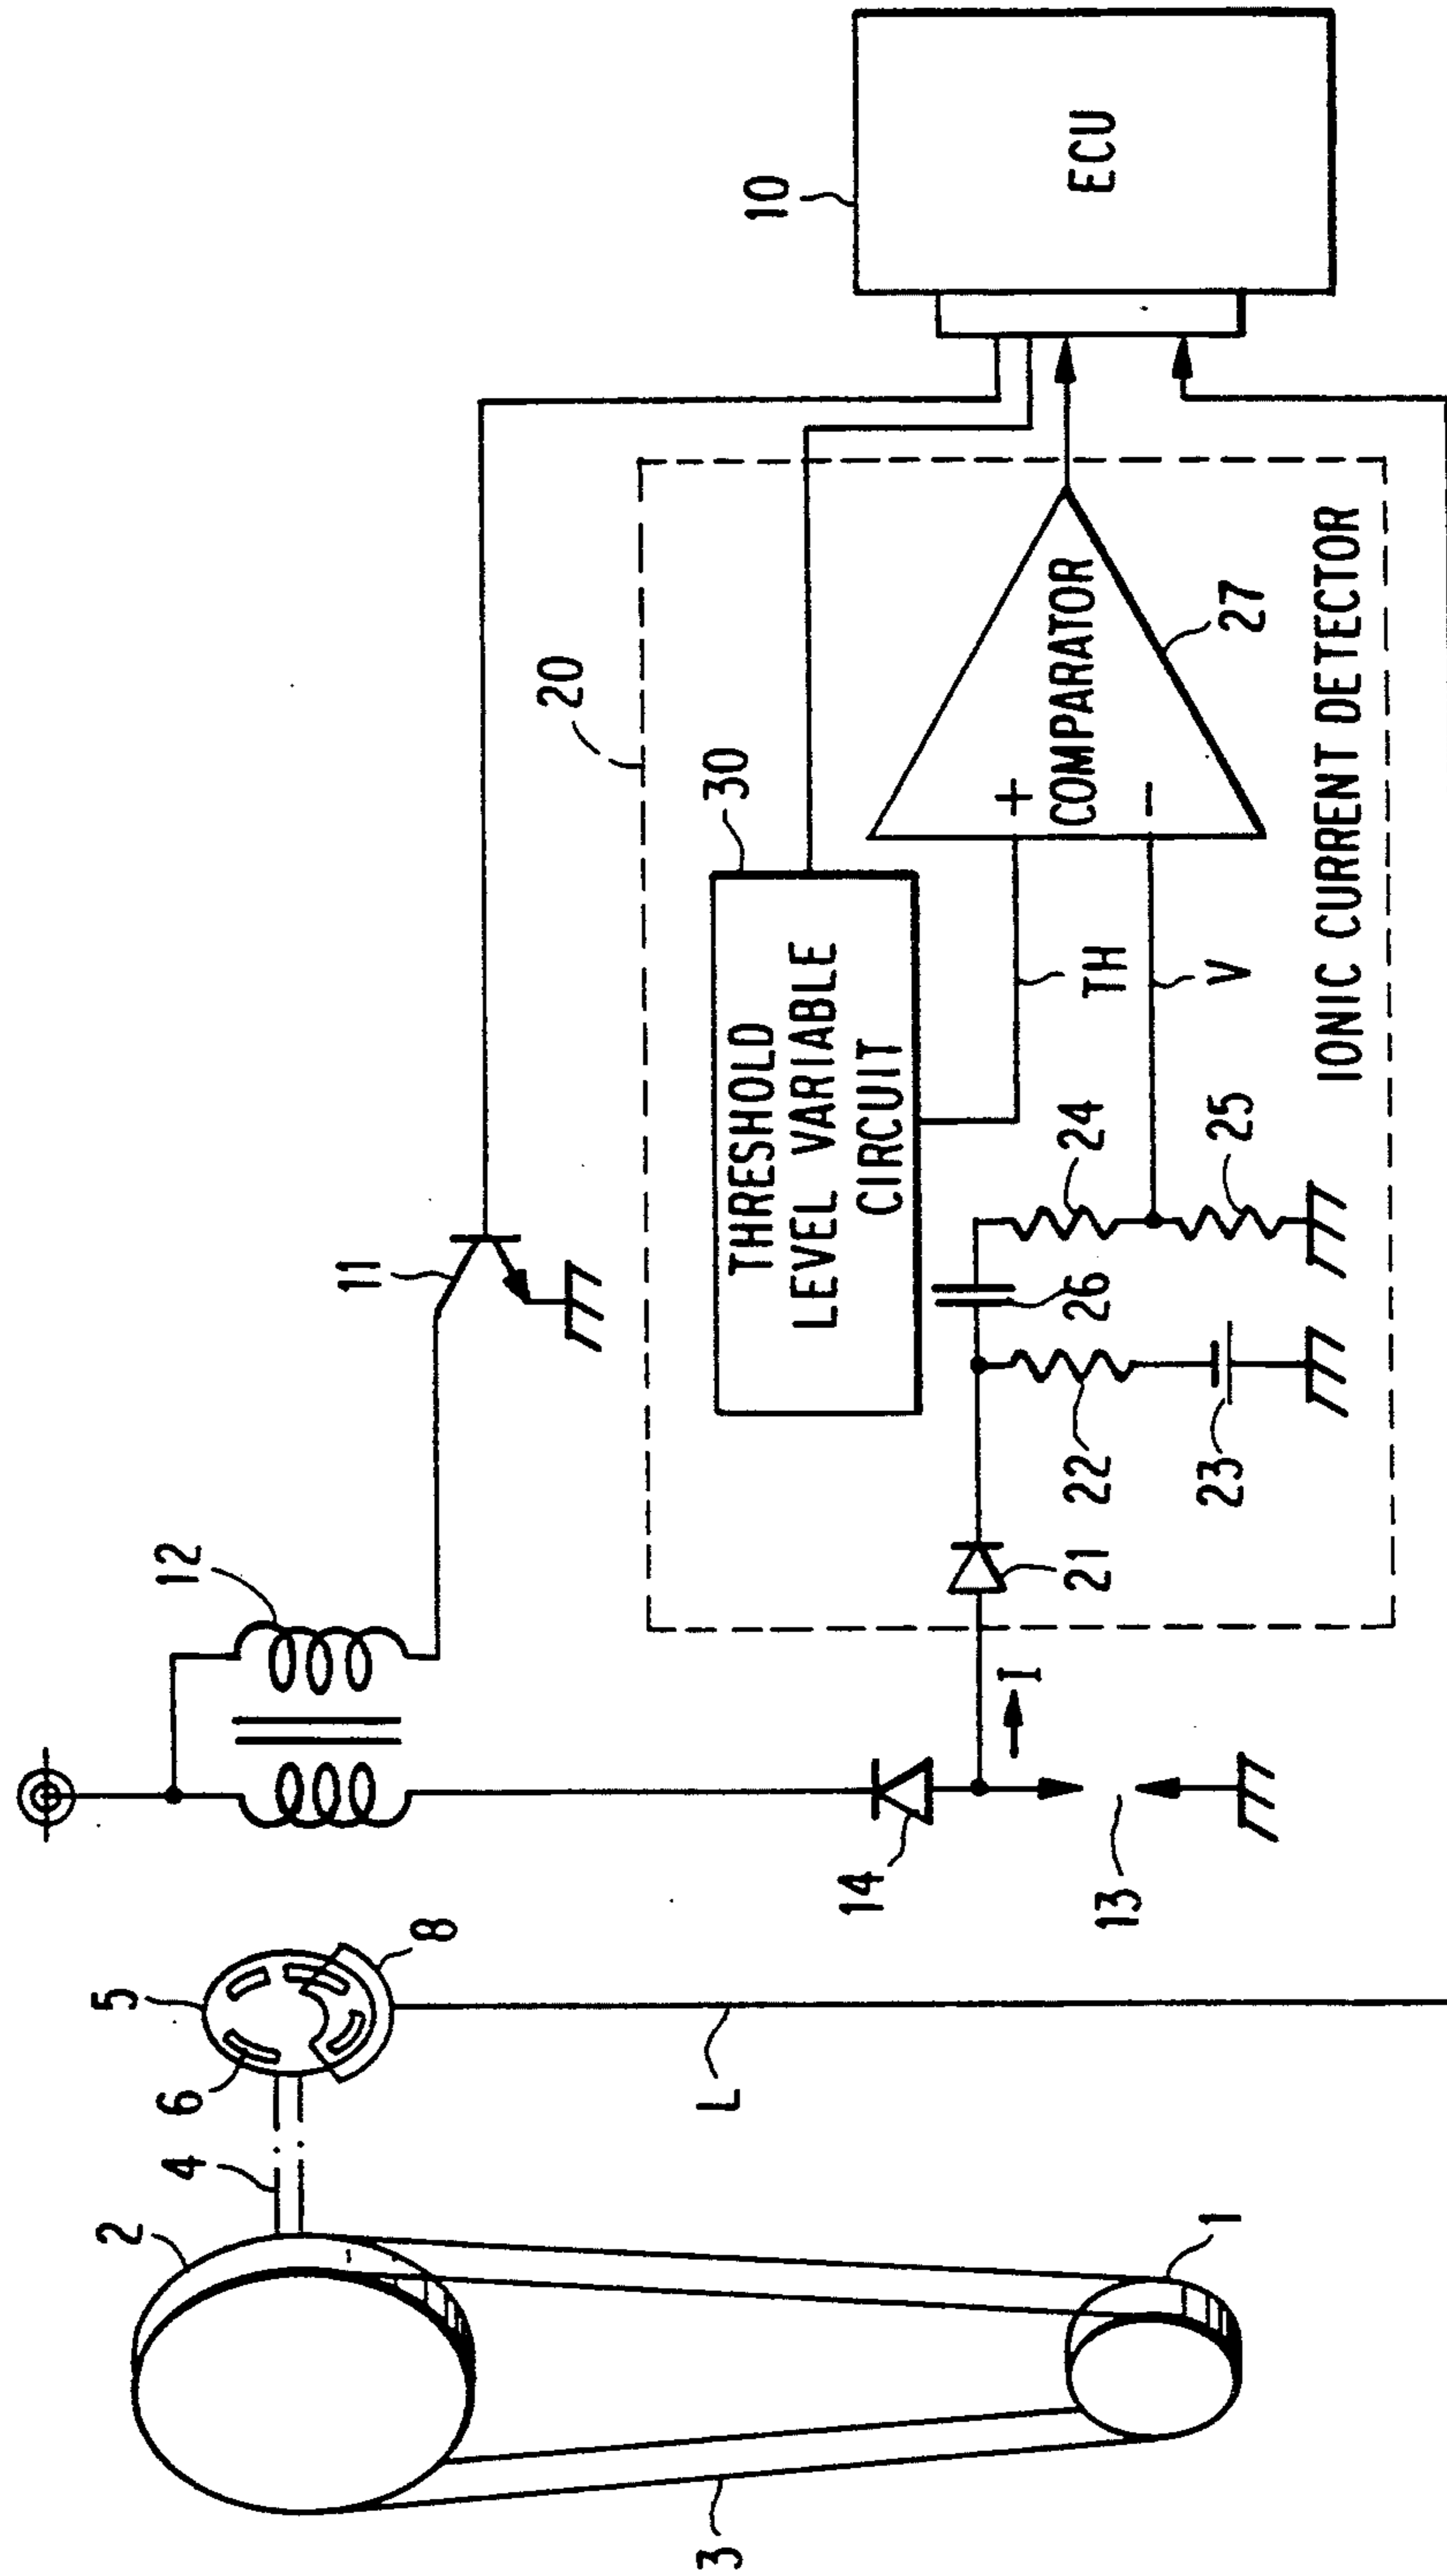 2
4
6
5
8
3
1
L
12
11
14
13
I
20
21
22
23
26
24
25
30
THRESHOLD
LEVEL VARIABLE
CIRCUIT
TH
V
+
COMPARATOR
-
27
IONIC CURRENT DETECTOR
10
ECU